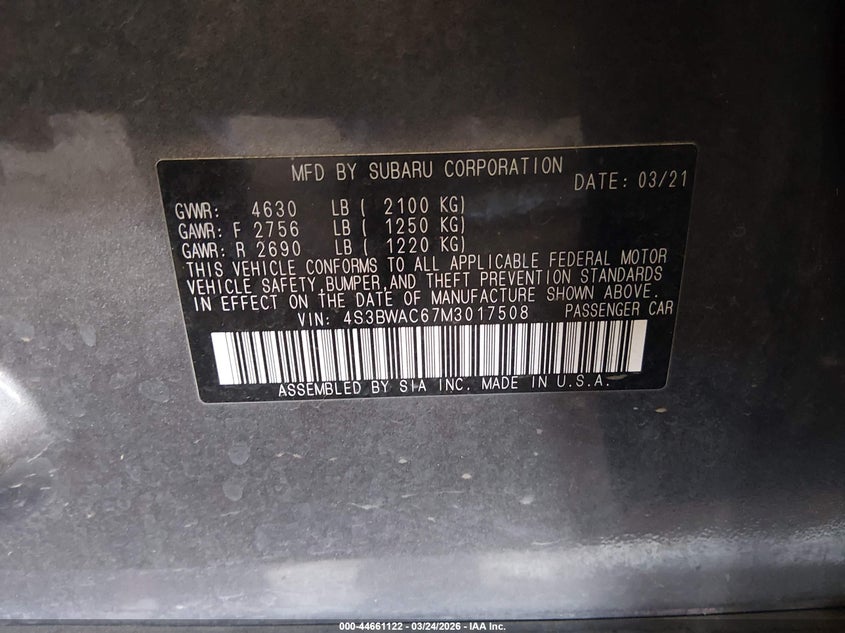 MFD BY SUBARU CORPORATION
DATE: 03/21
GVWR: 4630 LB ( 2100 KG)
GAWR: F 2756 LB ( 1250 KG)
GAWR: R 2690 LB ( 1220 KG)
THIS VEHICLE CONFORMS TO ALL APPLICABLE FEDERAL MOTOR
VEHICLE SAFETY,BUMPER,AND THEFT PREVENTION STANDARDS
IN EFFECT ON THE DATE OF MANUFACTURE SHOWN ABOVE.
VIN: 4S3BWAC67M3017508 PASSENGER CAR
ASSEMBLED BY SIA INC. MADE IN U.S.A.
000-44661122 - 03/24/2026 - IAA Inc.